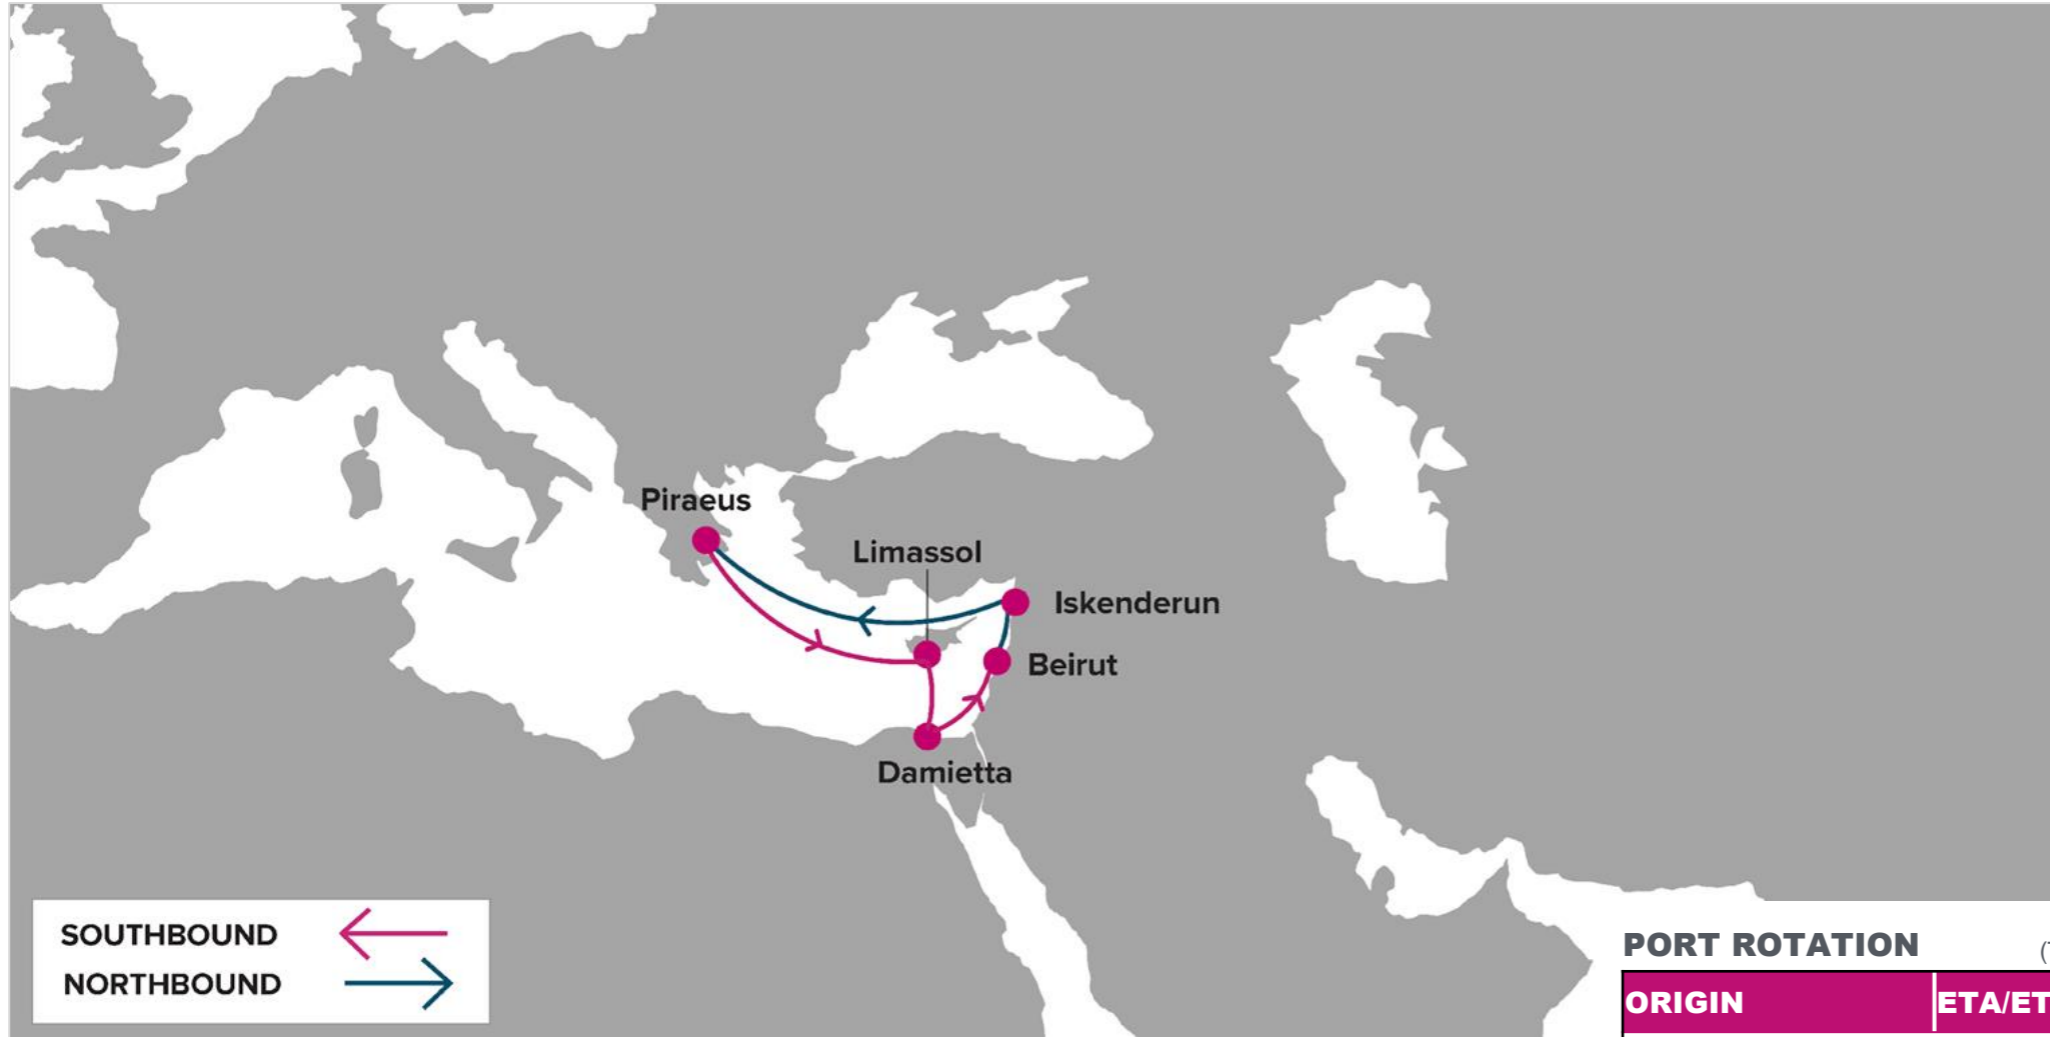 Piraeus
Limassol
Iskenderun
Beirut
Damietta
SOUTHBOUND
NORTHBOUND
PORT ROTATION
ORIGIN